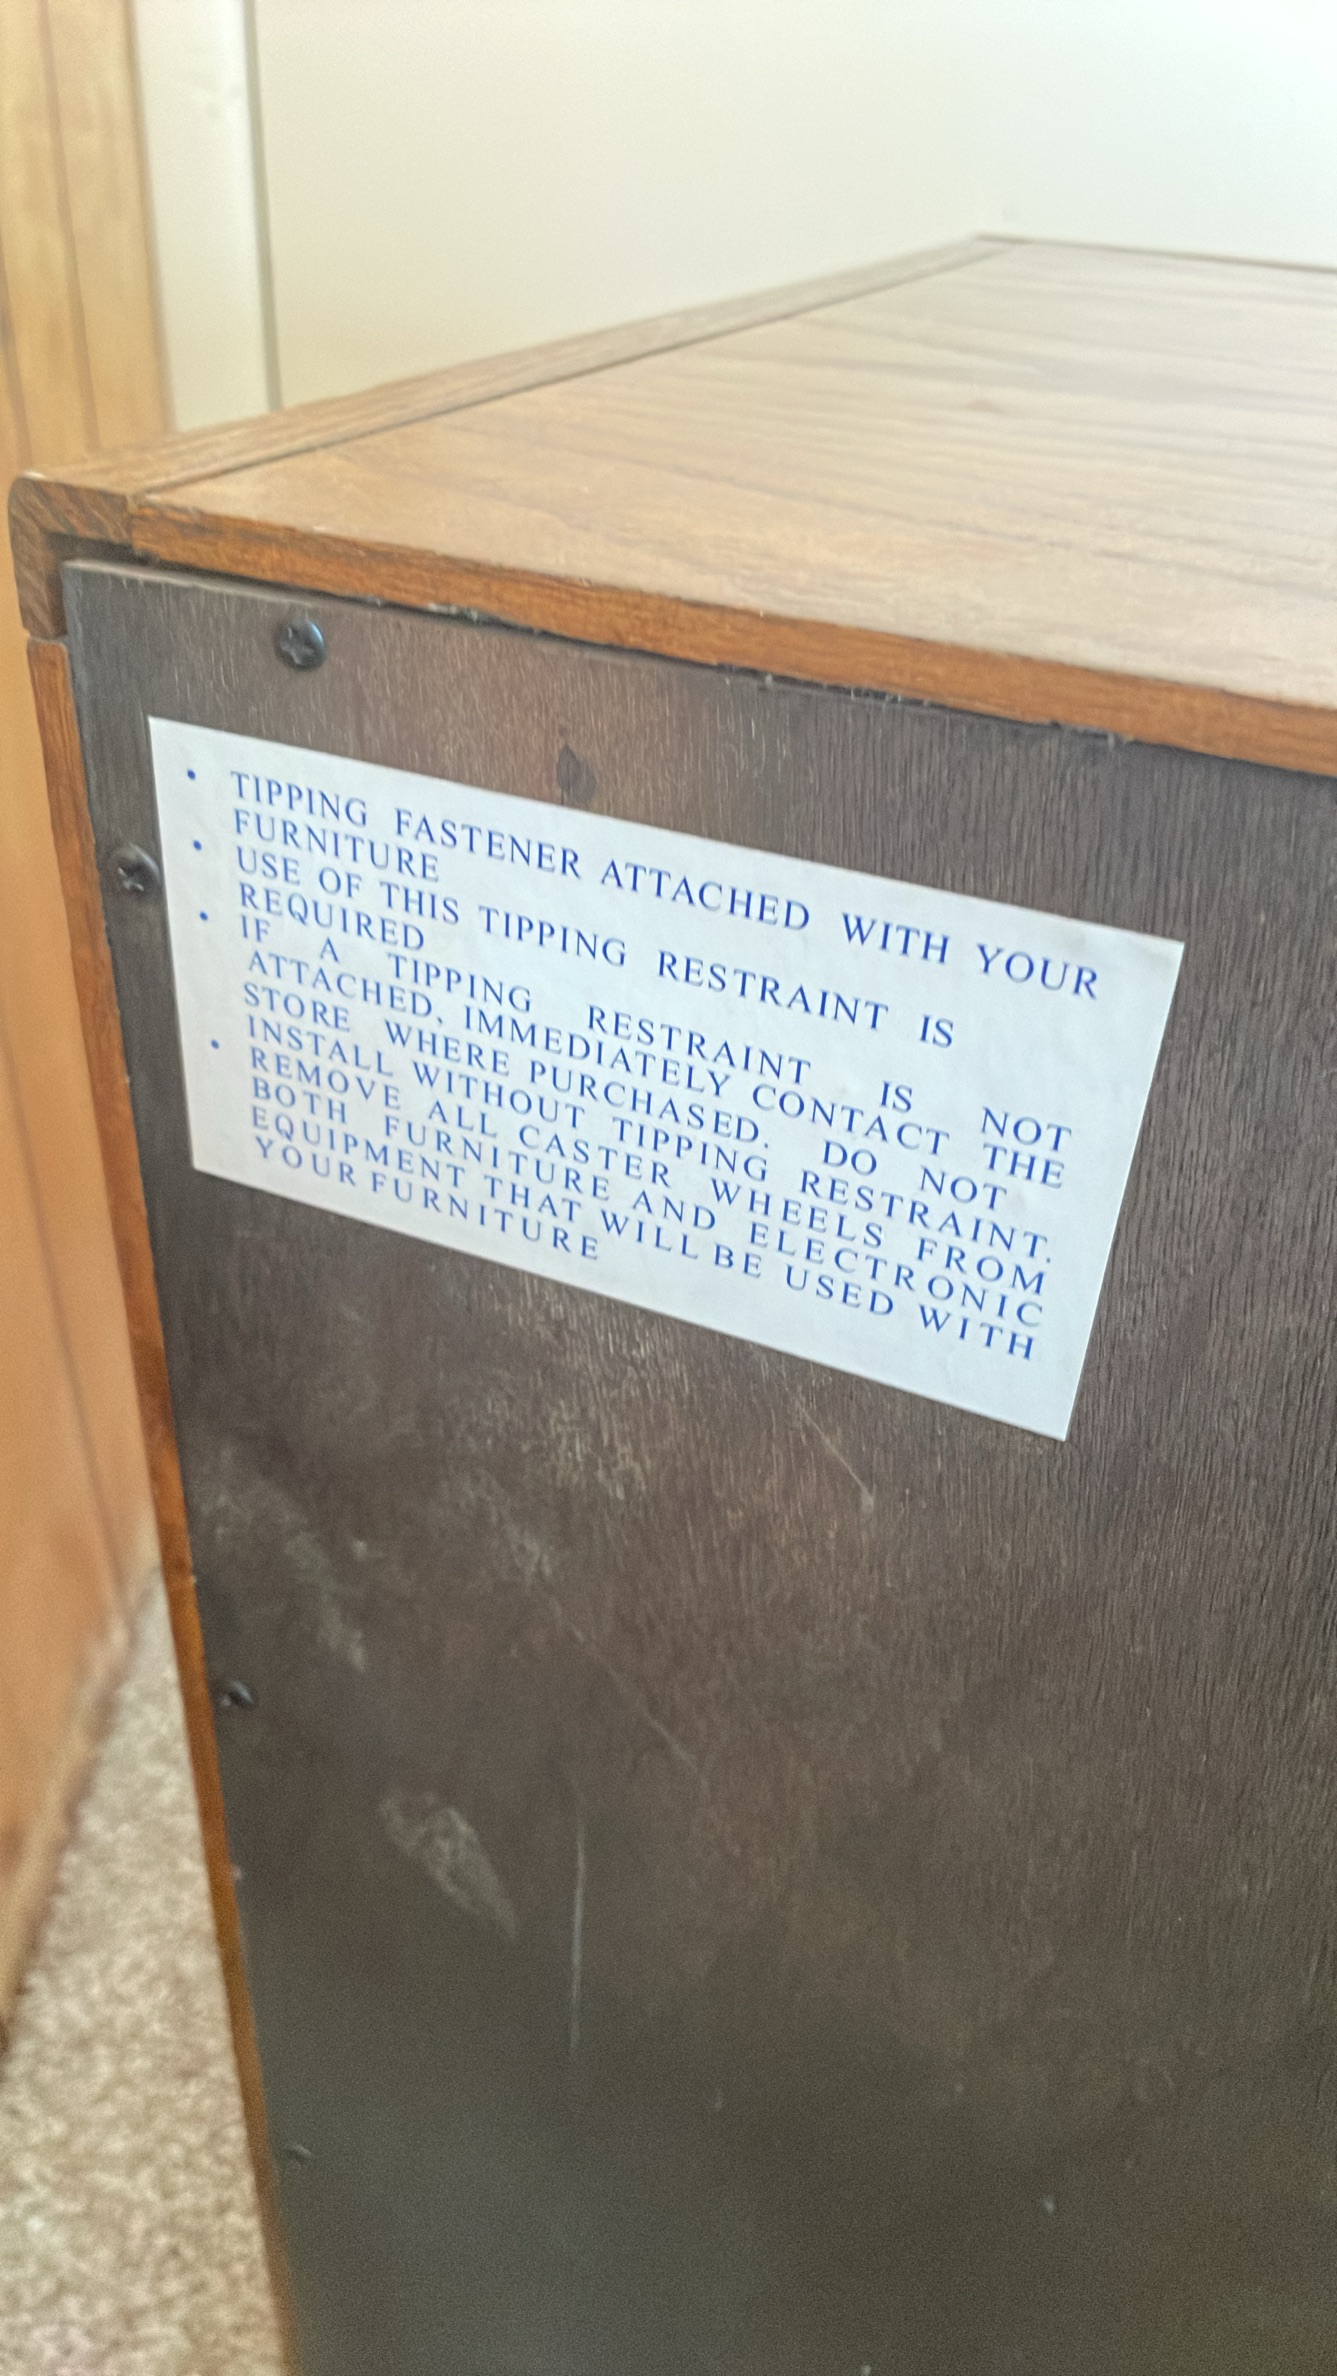 • TIPPING FASTENER ATTACHED WITH YOUR
FURNITURE
• USE OF THIS TIPPING RESTRAINT IS
REQUIRED
• IF A TIPPING RESTRAINT IS NOT
ATTACHED, IMMEDIATELY CONTACT THE
STORE WHERE PURCHASED. DO NOT
INSTALL WITHOUT TIPPING RESTRAINT.
• REMOVE ALL CASTER WHEELS FROM
BOTH FURNITURE AND ELECTRONIC
EQUIPMENT THAT WILL BE USED WITH
YOUR FURNITURE